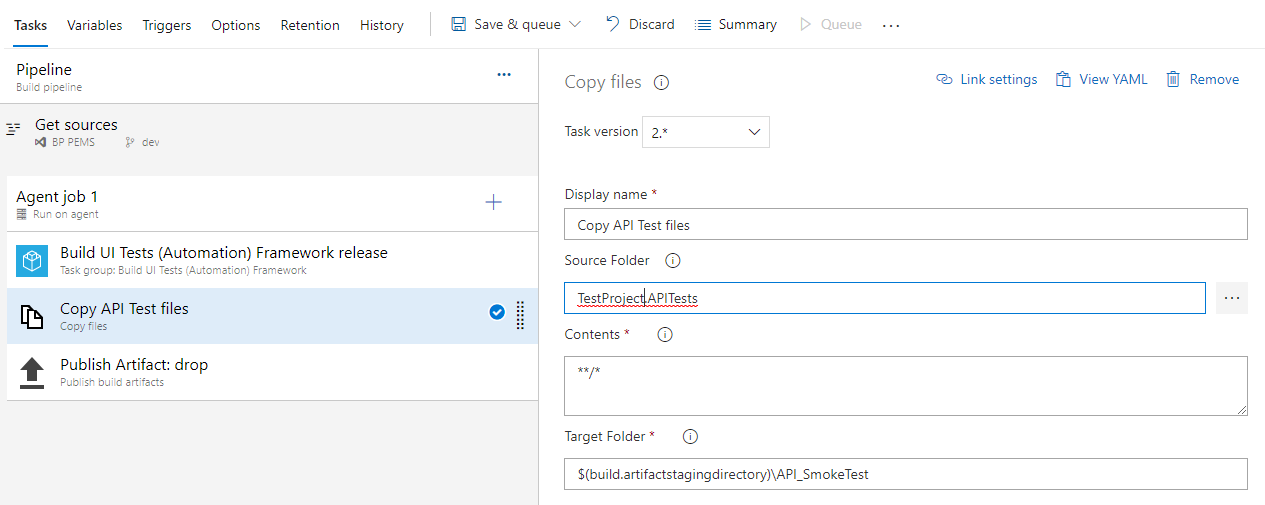 Tasks Variables Triggers Options Retention History Save & queue Discard Summary Queue ...
Pipeline
Build pipeline
Get sources
BP PEMS dev
Agent job 1
Run on agent
Build UI Tests (Automation) Framework release
Task group: Build UI Tests (Automation) Framework
Copy API Test files
Copy files
Publish Artifact: drop
Publish build artifacts
Copy files Link settings View YAML Remove
Task version 2.*
Display name *
Copy API Test files
Source Folder
TestProject.APITests
Contents *
**/*
Target Folder *
$(build.artifactstagingdirectory)\API_SmokeTest